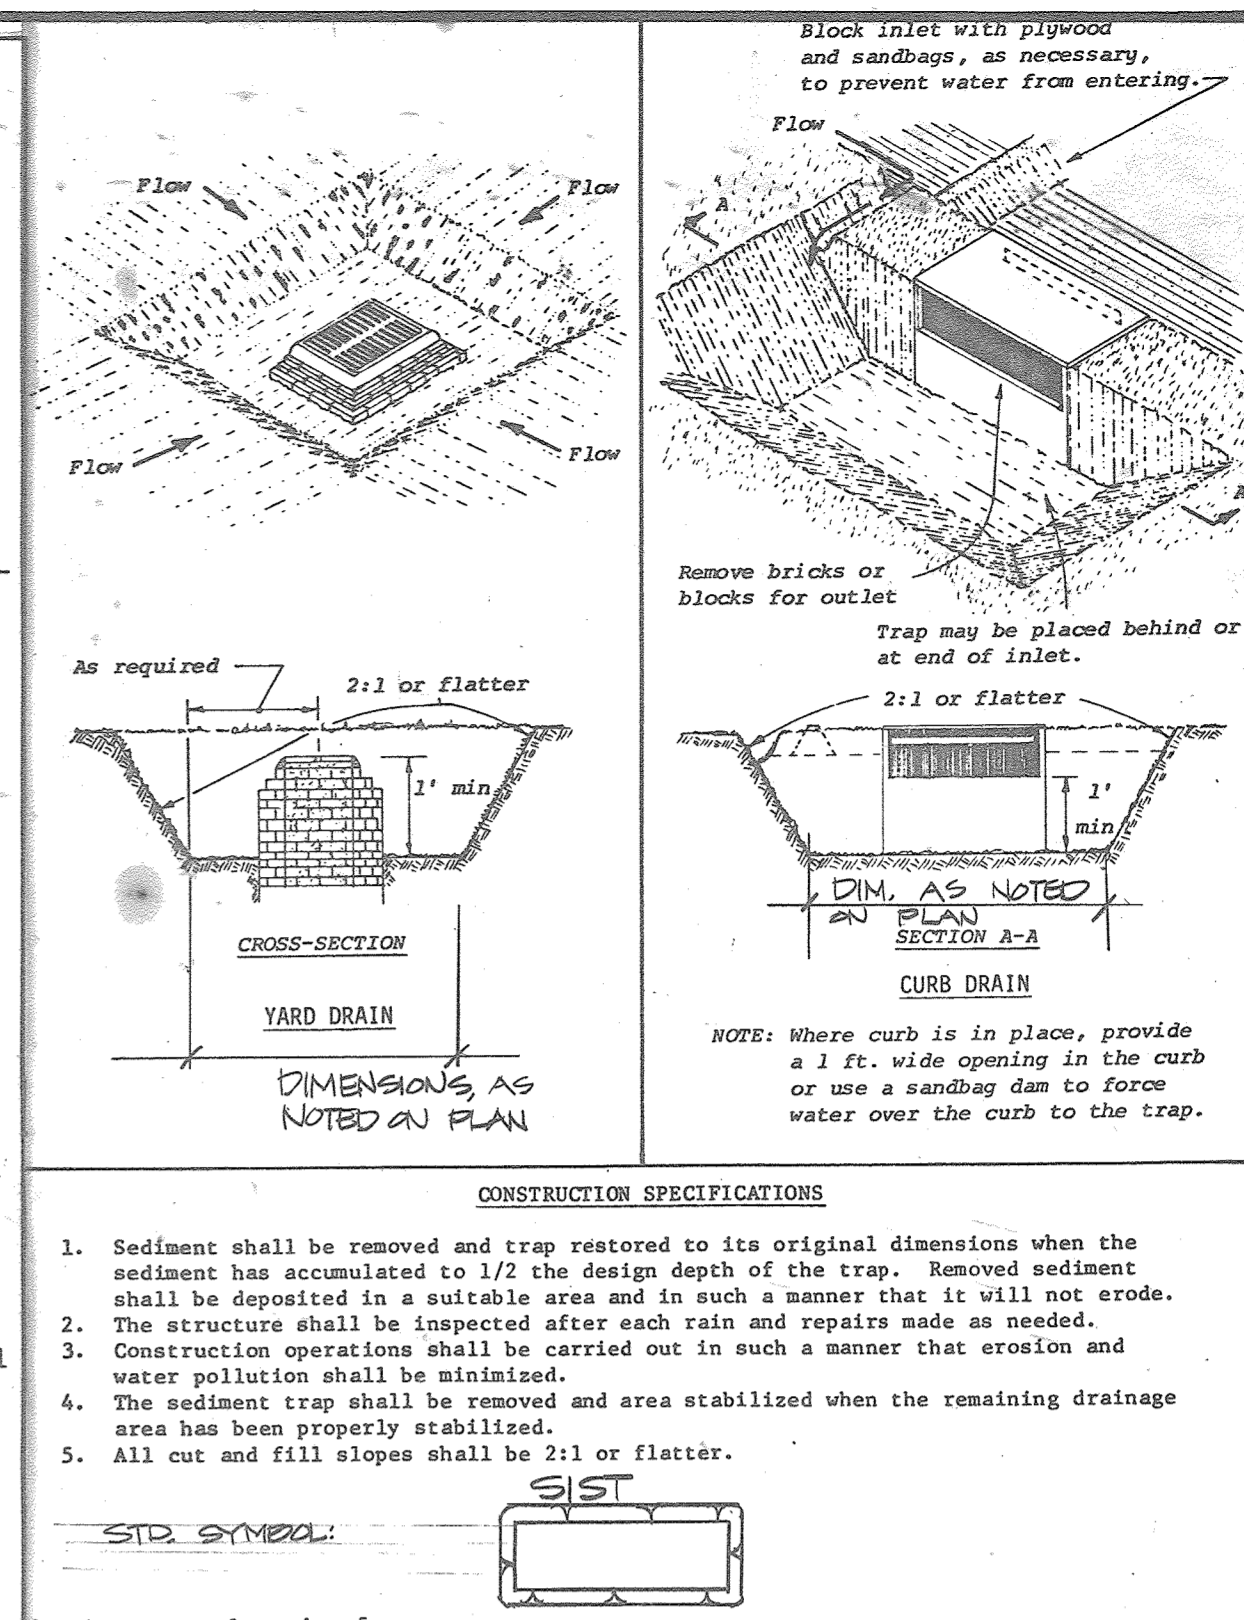 Flow
Flow
Flow
Flow
As required
2:1 or flatter
1' min
CROSS-SECTION
YARD DRAIN
DIMENSIONS, AS
NOTED ON PLAN
Block inlet with plywood
and sandbags, as necessary,
to prevent water from entering.
Flow
A
A
Remove bricks or
blocks for outlet
Trap may be placed behind or
at end of inlet.
2:1 or flatter
1'
min
DIM. AS NOTED
ON PLAN
SECTION A-A
CURB DRAIN
NOTE: Where curb is in place, provide
a 1 ft. wide opening in the curb
or use a sandbag dam to force
water over the curb to the trap.
CONSTRUCTION SPECIFICATIONS
1. Sediment shall be removed and trap restored to its original dimensions when the
sediment has accumulated to 1/2 the design depth of the trap. Removed sediment
shall be deposited in a suitable area and in such a manner that it will not erode.
2. The structure shall be inspected after each rain and repairs made as needed.
3. Construction operations shall be carried out in such a manner that erosion and
water pollution shall be minimized.
4. The sediment trap shall be removed and area stabilized when the remaining drainage
area has been properly stabilized.
5. All cut and fill slopes shall be 2:1 or flatter.
SIST
STD. SYMBOL: